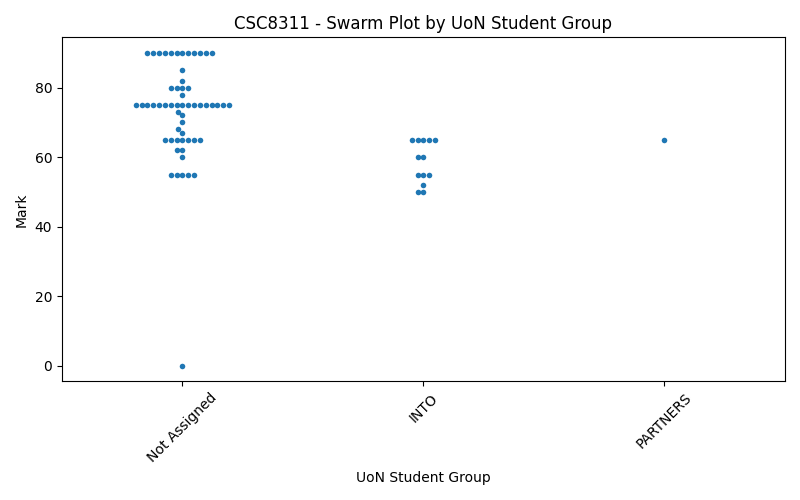 CSC8311 - Swarm Plot by UoN Student Group
Mark
80
60
40
20
0
Not Assigned
INTO
PARTNERS
UoN Student Group